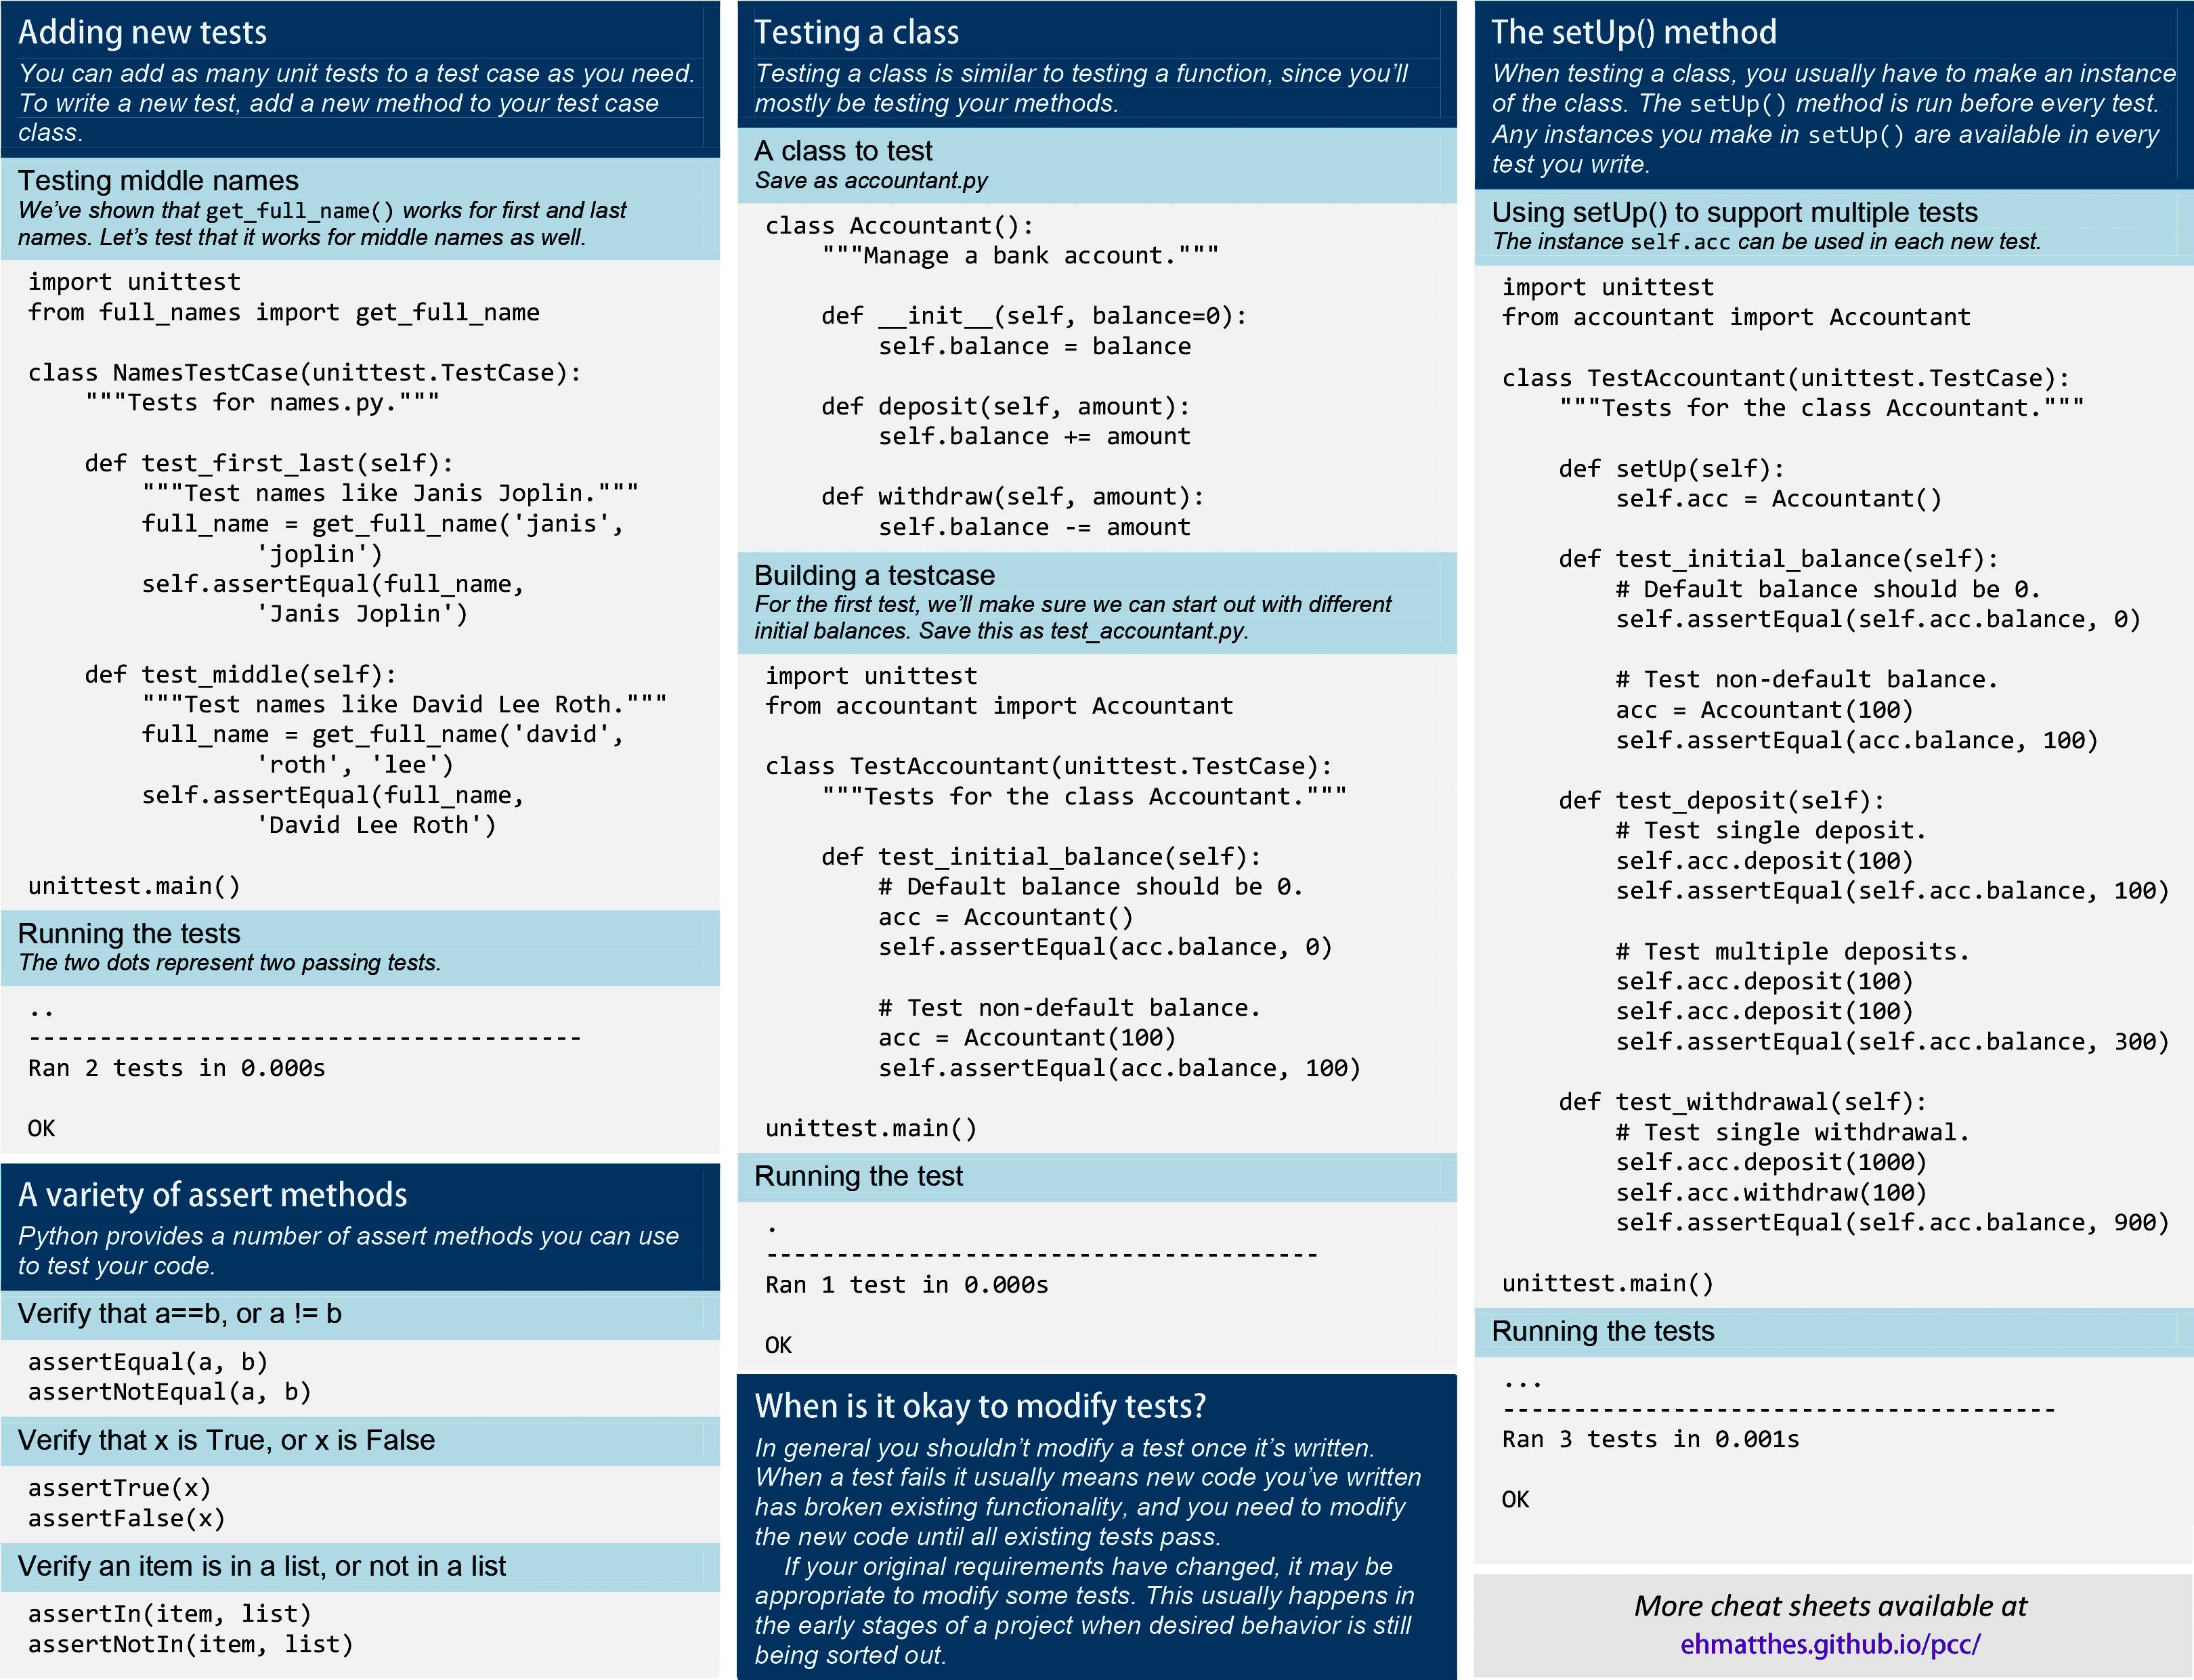 Adding new tests
You can add as many unit tests to a test case as you need.
To write a new test, add a new method to your test case
class.
Testing middle names
We’ve shown that get_full_name() works for first and last
names. Let’s test that it works for middle names as well.
import unittest
from full_names import get_full_name

class NamesTestCase(unittest.TestCase):
    """Tests for names.py."""

    def test_first_last(self):
        """Test names like Janis Joplin."""
        full_name = get_full_name('janis',
                'joplin')
        self.assertEqual(full_name,
                'Janis Joplin')

    def test_middle(self):
        """Test names like David Lee Roth."""
        full_name = get_full_name('david',
                'roth', 'lee')
        self.assertEqual(full_name,
                'David Lee Roth')

unittest.main()
Running the tests
The two dots represent two passing tests.
..
---------------------------------------
Ran 2 tests in 0.000s

OK
A variety of assert methods
Python provides a number of assert methods you can use
to test your code.
Verify that a==b, or a != b
assertEqual(a, b)
assertNotEqual(a, b)
Verify that x is True, or x is False
assertTrue(x)
assertFalse(x)
Verify an item is in a list, or not in a list
assertIn(item, list)
assertNotIn(item, list)
Testing a class
Testing a class is similar to testing a function, since you’ll
mostly be testing your methods.
A class to test
Save as accountant.py
class Accountant():
    """Manage a bank account."""

    def __init__(self, balance=0):
        self.balance = balance

    def deposit(self, amount):
        self.balance += amount

    def withdraw(self, amount):
        self.balance -= amount
Building a testcase
For the first test, we’ll make sure we can start out with different
initial balances. Save this as test_accountant.py.
import unittest
from accountant import Accountant

class TestAccountant(unittest.TestCase):
    """Tests for the class Accountant."""

    def test_initial_balance(self):
        # Default balance should be 0.
        acc = Accountant()
        self.assertEqual(acc.balance, 0)

        # Test non-default balance.
        acc = Accountant(100)
        self.assertEqual(acc.balance, 100)

unittest.main()
Running the test
.
---------------------------------------
Ran 1 test in 0.000s

OK
When is it okay to modify tests?
In general you shouldn’t modify a test once it’s written.
When a test fails it usually means new code you’ve written
has broken existing functionality, and you need to modify
the new code until all existing tests pass.
If your original requirements have changed, it may be
appropriate to modify some tests. This usually happens in
the early stages of a project when desired behavior is still
being sorted out.
The setUp() method
When testing a class, you usually have to make an instance
of the class. The setUp() method is run before every test.
Any instances you make in setUp() are available in every
test you write.
Using setUp() to support multiple tests
The instance self.acc can be used in each new test.
import unittest
from accountant import Accountant

class TestAccountant(unittest.TestCase):
    """Tests for the class Accountant."""

    def setUp(self):
        self.acc = Accountant()

    def test_initial_balance(self):
        # Default balance should be 0.
        self.assertEqual(self.acc.balance, 0)

        # Test non-default balance.
        acc = Accountant(100)
        self.assertEqual(acc.balance, 100)

    def test_deposit(self):
        # Test single deposit.
        self.acc.deposit(100)
        self.assertEqual(self.acc.balance, 100)

        # Test multiple deposits.
        self.acc.deposit(100)
        self.acc.deposit(100)
        self.assertEqual(self.acc.balance, 300)

    def test_withdrawal(self):
        # Test single withdrawal.
        self.acc.deposit(1000)
        self.acc.withdraw(100)
        self.assertEqual(self.acc.balance, 900)

unittest.main()
Running the tests
...
---------------------------------------
Ran 3 tests in 0.001s

OK
More cheat sheets available at
ehmatthes.github.io/pcc/